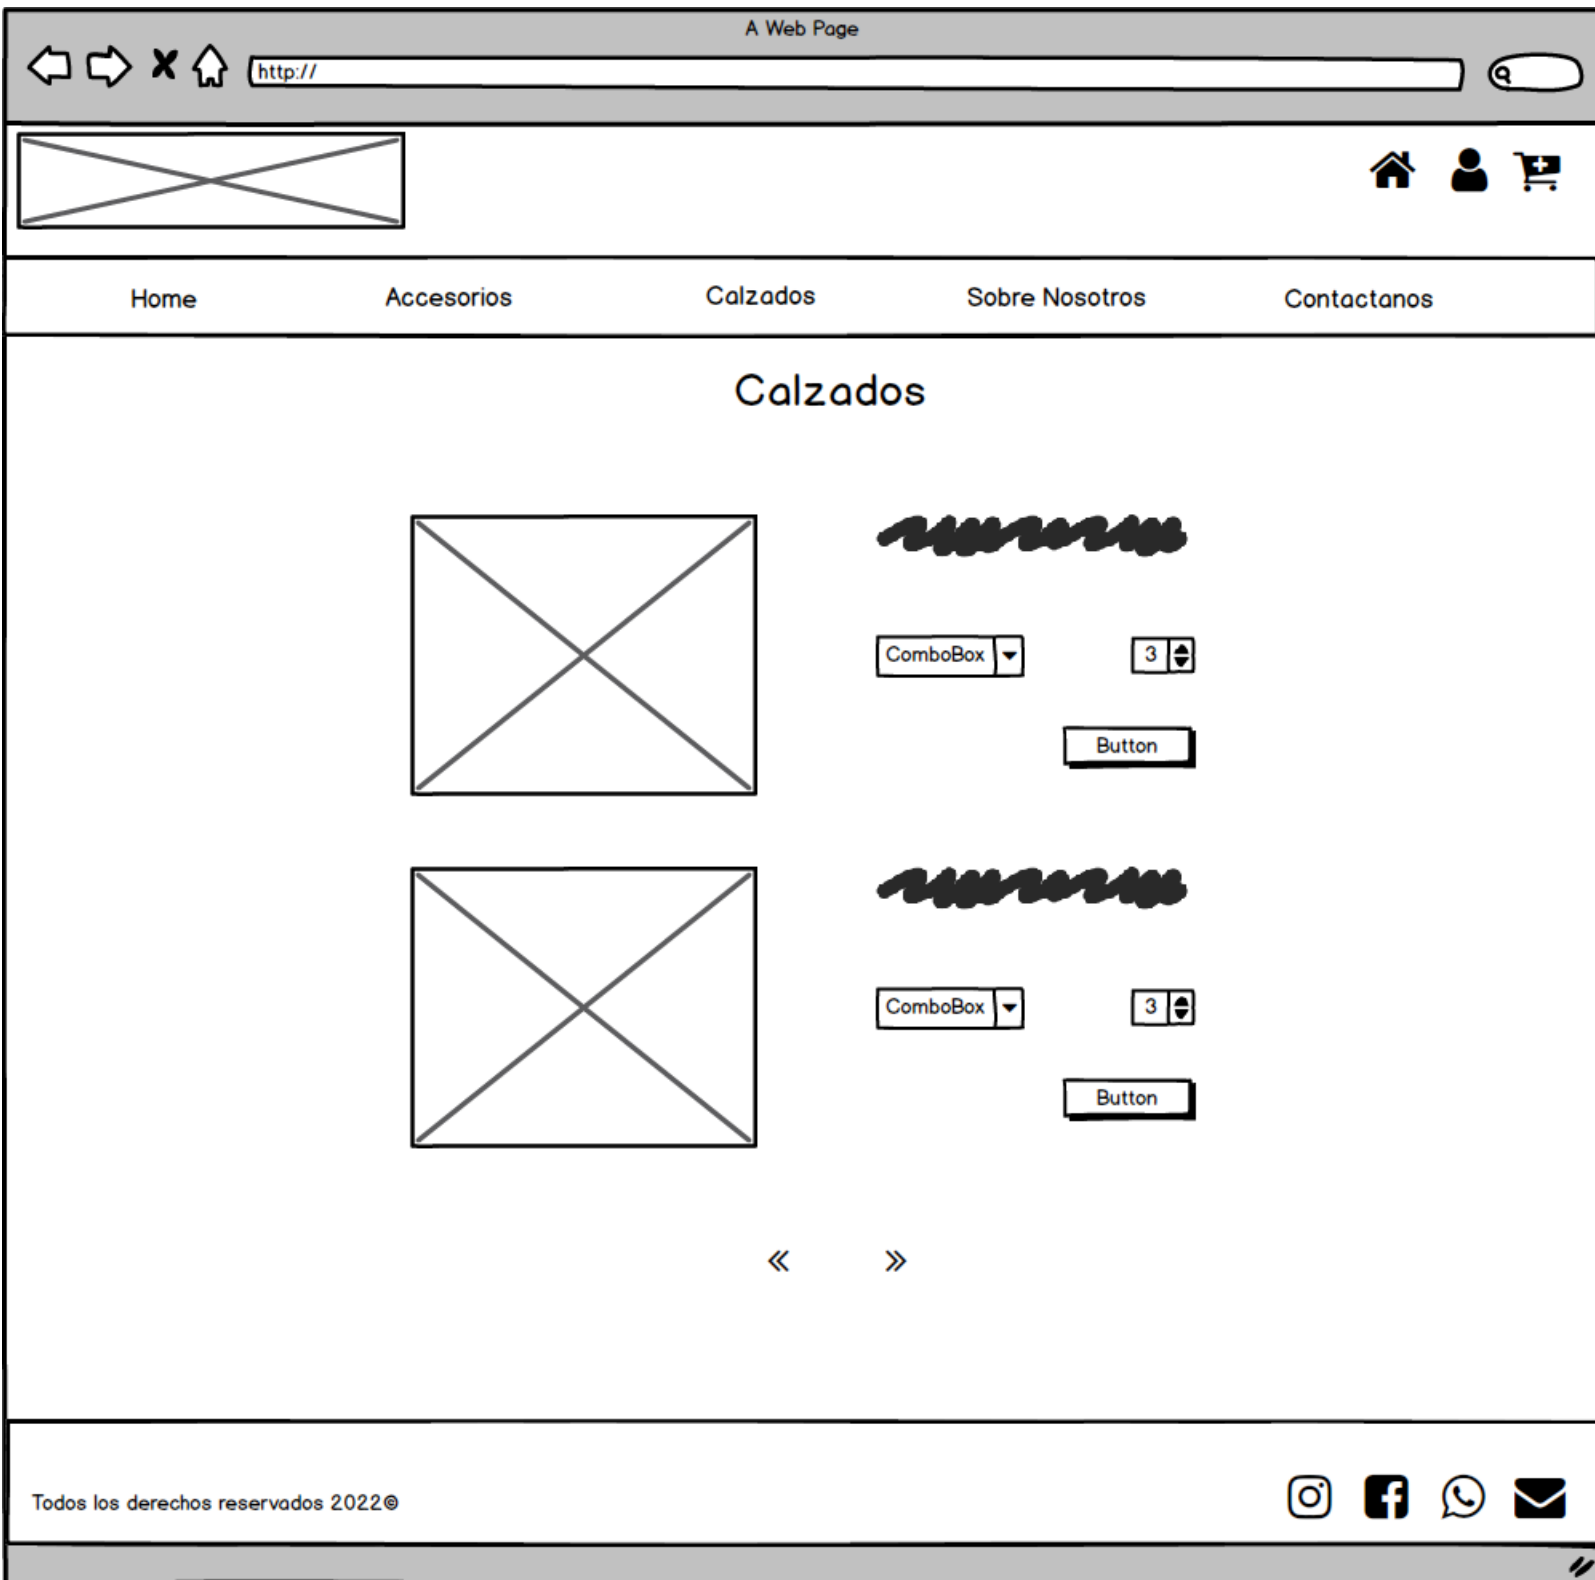 A Web Page
http://
Home Accesorios Calzados Sobre Nosotros Contactanos
Calzados
ComboBox 3
Button
ComboBox 3
Button
« »
Todos los derechos reservados 2022©